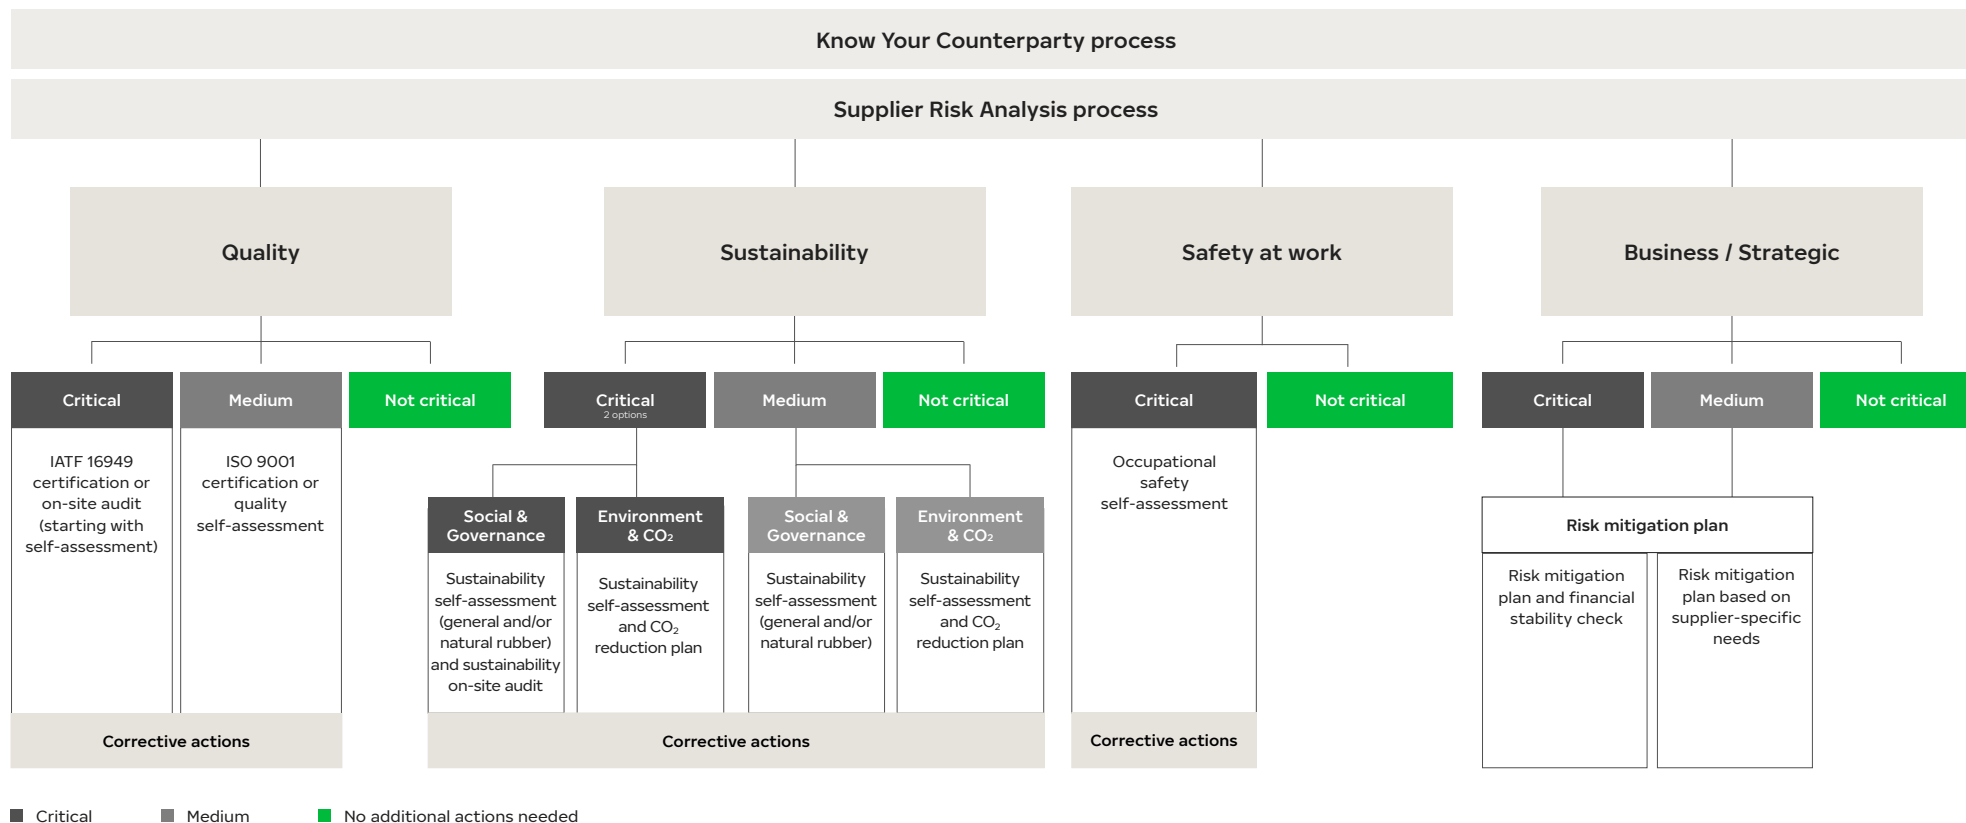 Know Your Counterparty process
Supplier Risk Analysis process
Quality
Sustainability
Safety at work
Business / Strategic
Critical
Medium
Not critical
Critical
2 options
Medium
Not critical
Critical
Not critical
Critical
Medium
Not critical
IATF 16949
certification or
on-site audit
(starting with
self-assessment)
ISO 9001
certification or
quality
self-assessment
Social &
Governance
Sustainability
self-assessment
(general and/or
natural rubber)
and sustainability
on-site audit
Environment
& CO₂
Sustainability
self-assessment
and CO₂
reduction plan
Social &
Governance
Sustainability
self-assessment
(general and/or
natural rubber)
Environment
& CO₂
Sustainability
self-assessment
and CO₂
reduction plan
Occupational
safety
self-assessment
Risk mitigation plan
Risk mitigation
plan and financial
stability check
Risk mitigation
plan based on
supplier-specific
needs
Corrective actions
Corrective actions
Corrective actions
Critical
Medium
No additional actions needed